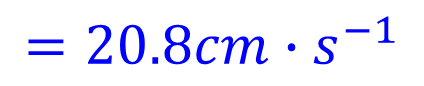 = 20.8cm · s⁻¹